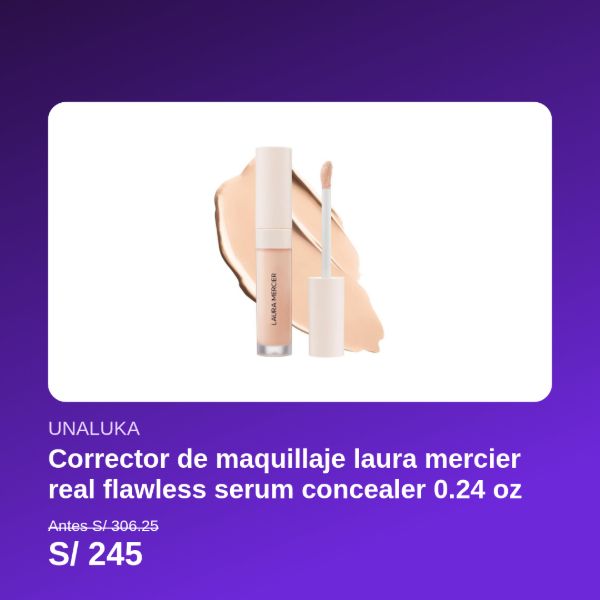 LAURA MERCIER
UNALUKA
Corrector de maquillaje laura mercier
real flawless serum concealer 0.24 oz
Antes S/ 306.25
S/ 245